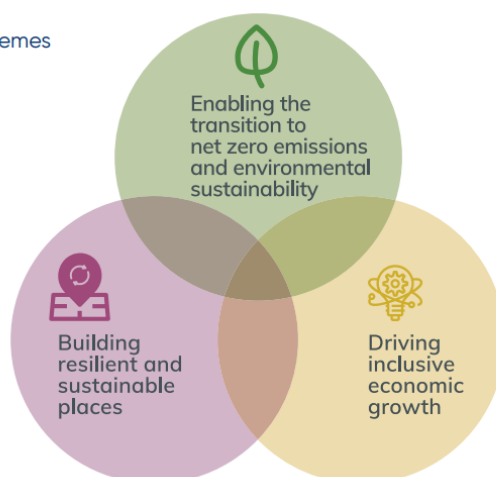 emes
Enabling the
transition to
net zero emissions
and environmental
sustainability
Building
resilient and
sustainable
places
Driving
inclusive
economic
growth